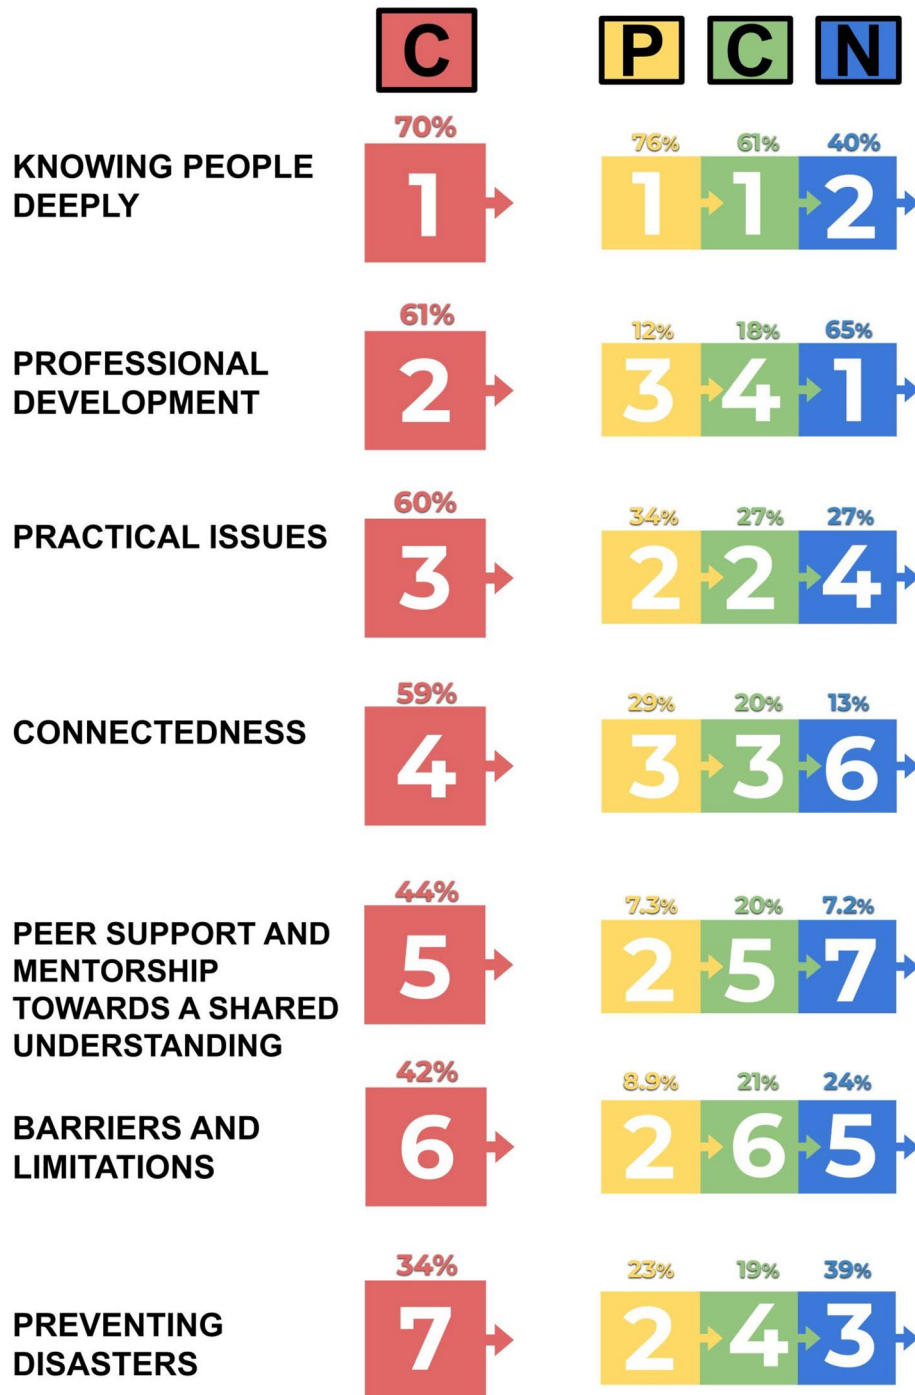 C P C N
70% 76% 61% 40%
KNOWING PEOPLE
DEEPLY
1 1 1 2
61% 12% 18% 65%
PROFESSIONAL
DEVELOPMENT
2 3 4 1
60% 34% 27% 27%
PRACTICAL ISSUES
3 2 2 4
59% 29% 20% 13%
CONNECTEDNESS
4 3 3 6
44% 7.3% 20% 7.2%
PEER SUPPORT AND
MENTORSHIP
TOWARDS A SHARED
UNDERSTANDING
5 2 5 7
42% 8.9% 21% 24%
BARRIERS AND
LIMITATIONS
6 2 6 5
34% 23% 19% 39%
PREVENTING
DISASTERS
7 2 4 3